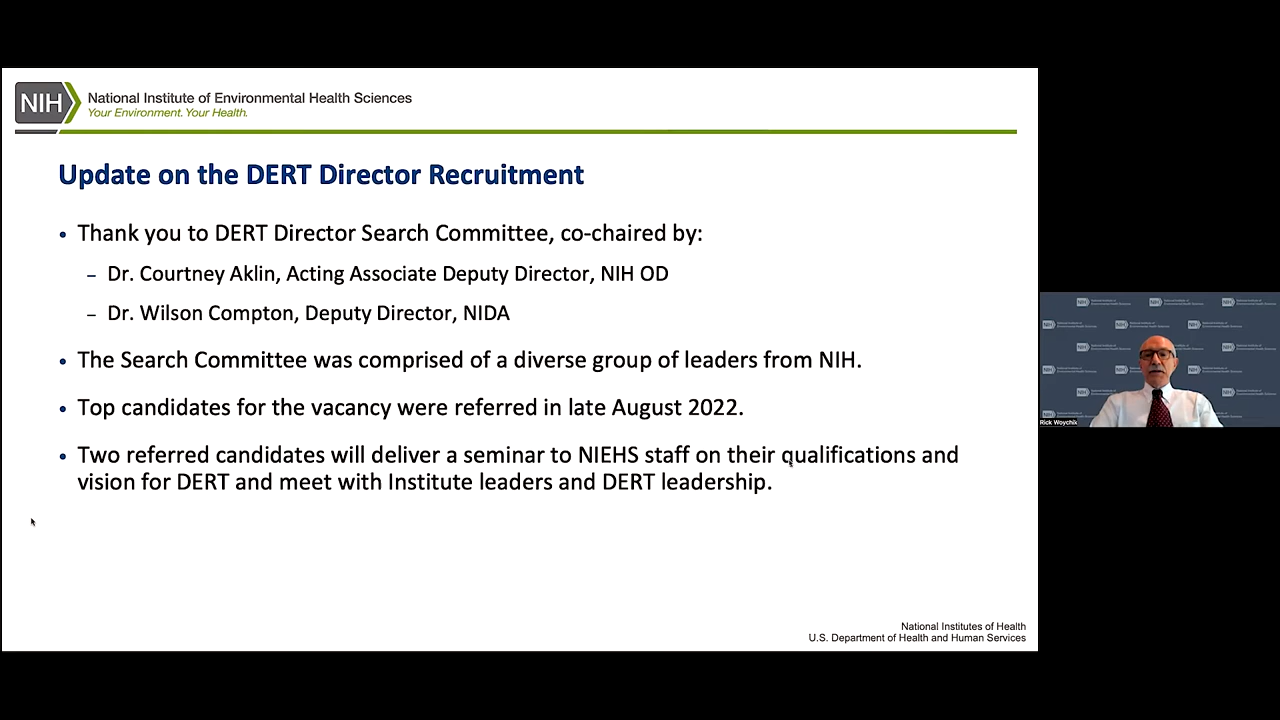 NIH
National Institute of Environmental Health Sciences
Your Environment. Your Health.
Update on the DERT Director Recruitment
• Thank you to DERT Director Search Committee, co-chaired by:
– Dr. Courtney Aklin, Acting Associate Deputy Director, NIH OD
– Dr. Wilson Compton, Deputy Director, NIDA
• The Search Committee was comprised of a diverse group of leaders from NIH.
• Top candidates for the vacancy were referred in late August 2022.
• Two referred candidates will deliver a seminar to NIEHS staff on their qualifications and
vision for DERT and meet with Institute leaders and DERT leadership.
National Institutes of Health
U.S. Department of Health and Human Services
Rick Woychik